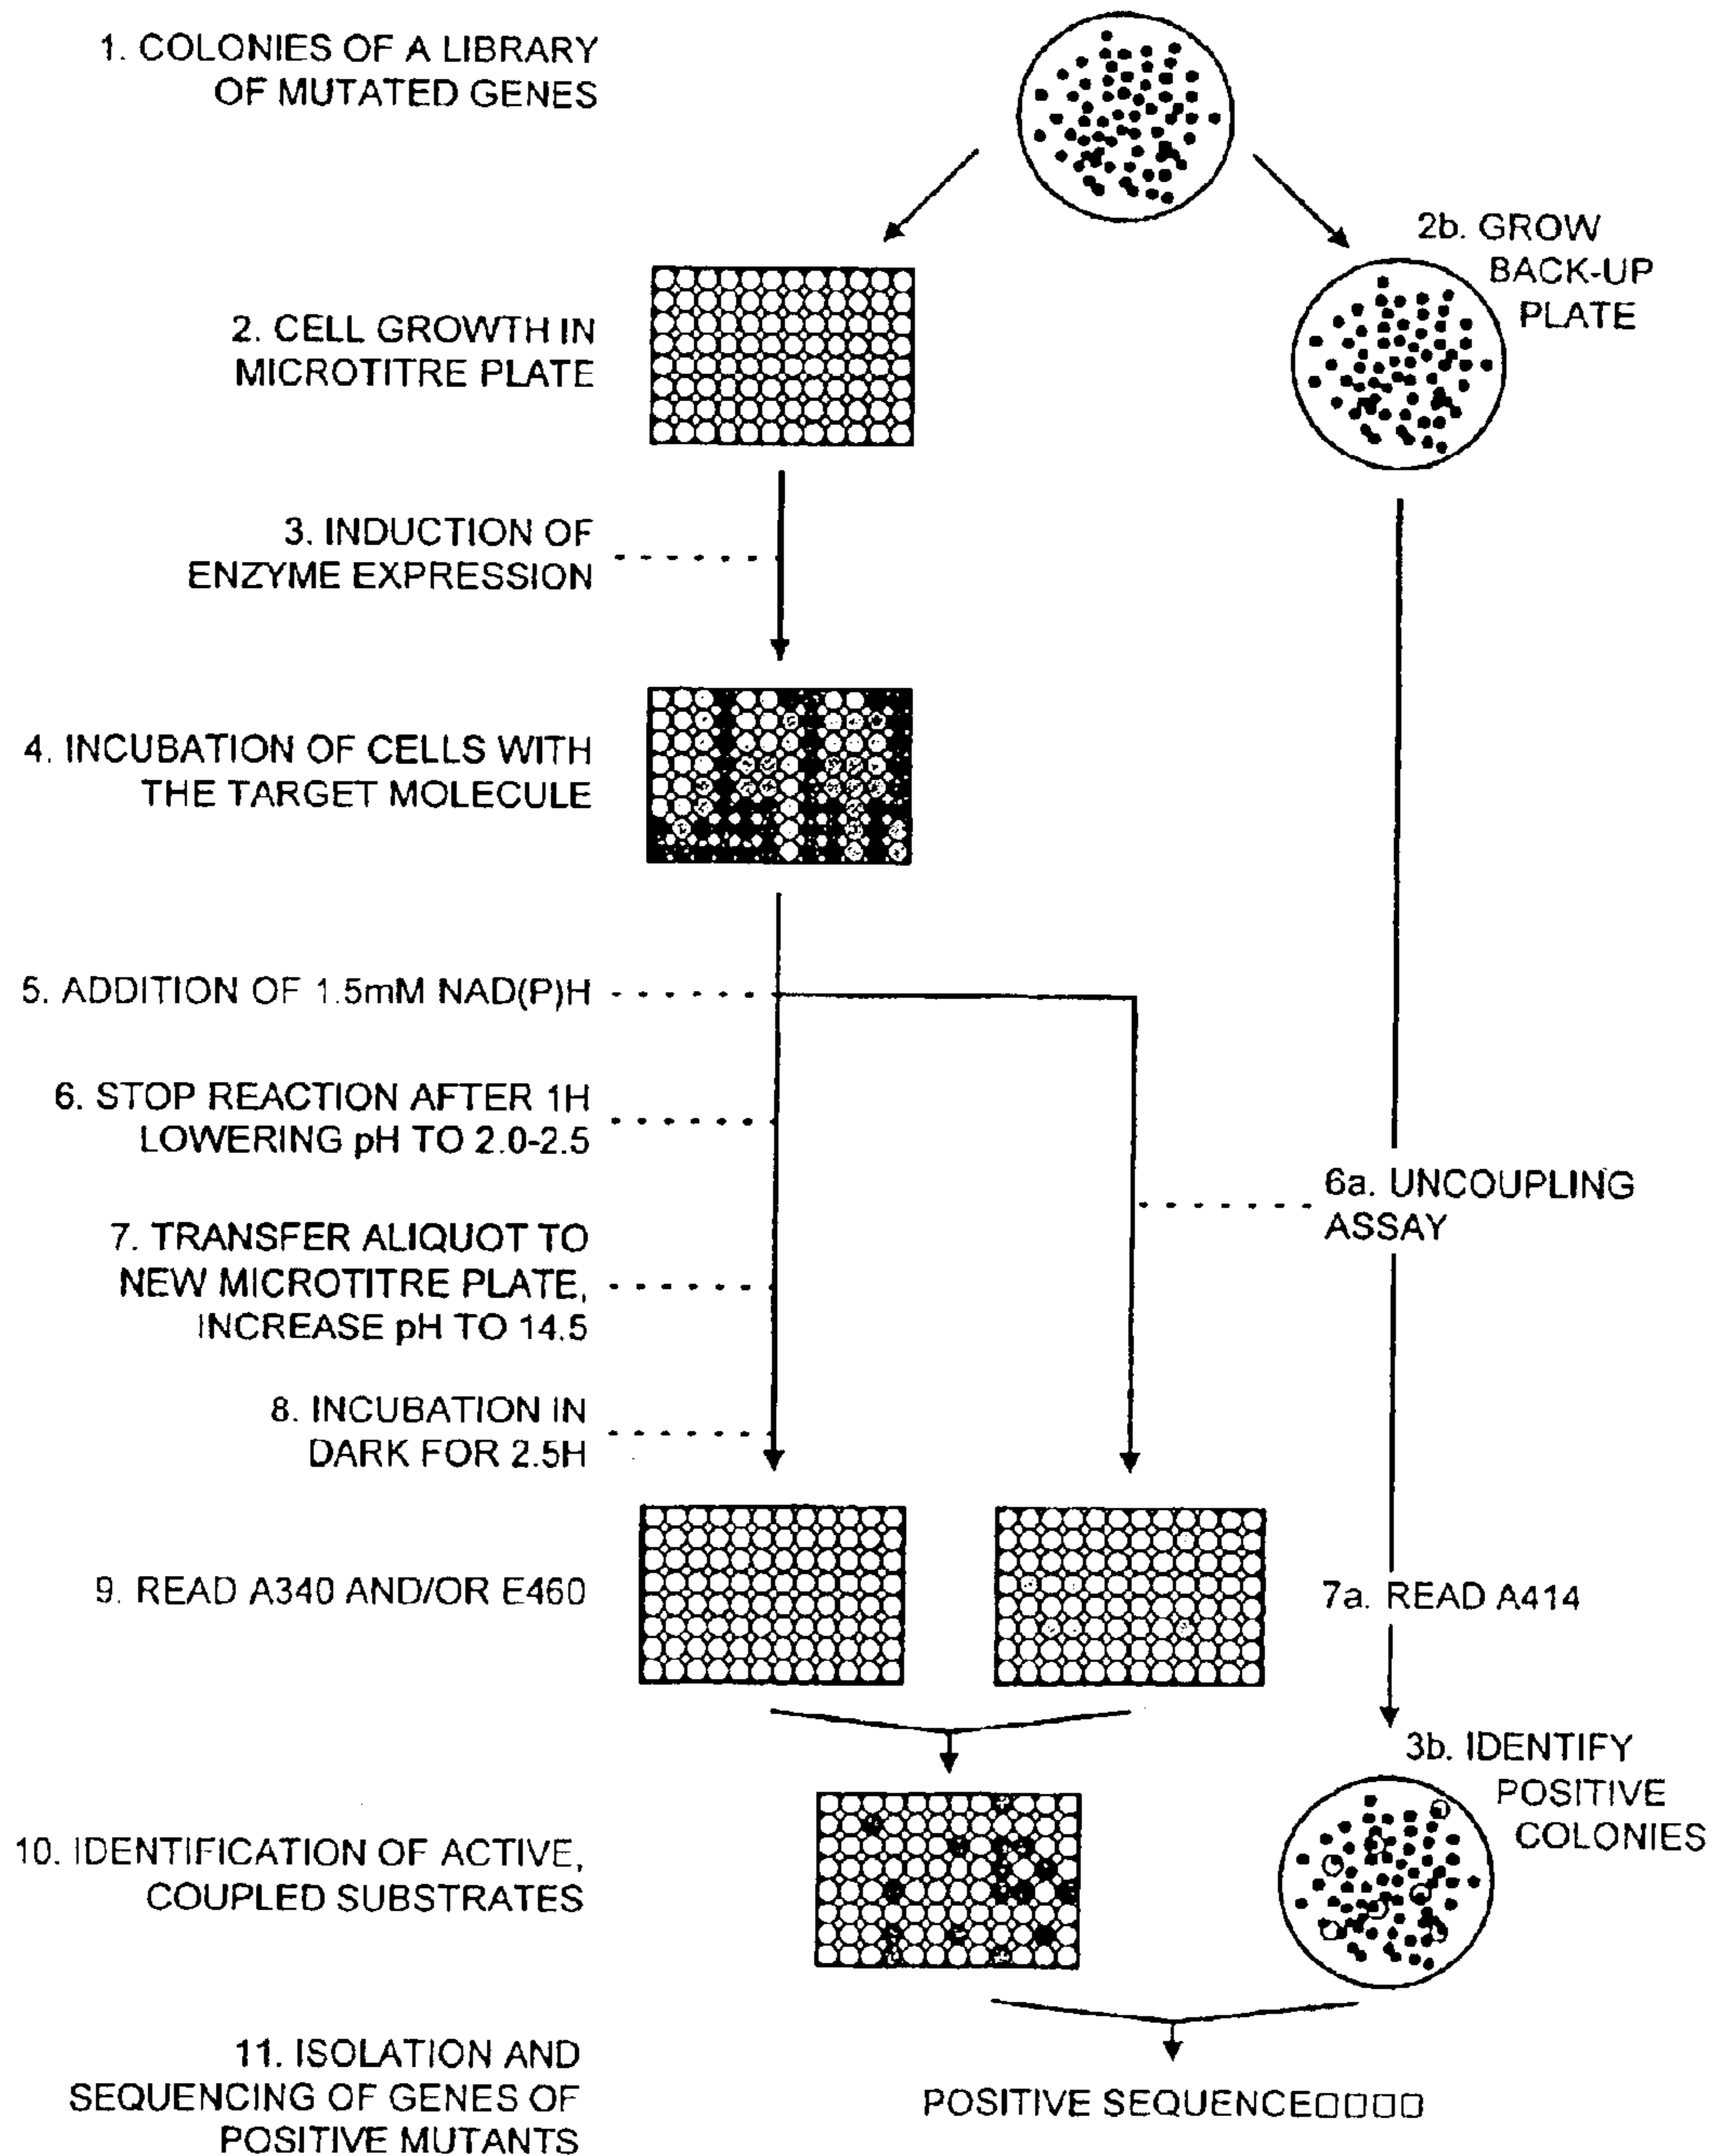 1. COLONIES OF A LIBRARY
OF MUTATED GENES
2b. GROW
BACK-UP
PLATE
2. CELL GROWTH IN
MICROTITRE PLATE
3. INDUCTION OF
ENZYME EXPRESSION
4. INCUBATION OF CELLS WITH
THE TARGET MOLECULE
5. ADDITION OF 1.5mM NAD(P)H
6. STOP REACTION AFTER 1H
LOWERING pH TO 2.0-2.5
6a. UNCOUPLING
ASSAY
7. TRANSFER ALIQUOT TO
NEW MICROTITRE PLATE,
INCREASE pH TO 14.5
8. INCUBATION IN
DARK FOR 2.5H
9. READ A340 AND/OR E460
7a. READ A414
3b. IDENTIFY
POSITIVE
COLONIES
10. IDENTIFICATION OF ACTIVE,
COUPLED SUBSTRATES
11. ISOLATION AND
SEQUENCING OF GENES OF
POSITIVE MUTANTS
POSITIVE SEQUENCE□□□□